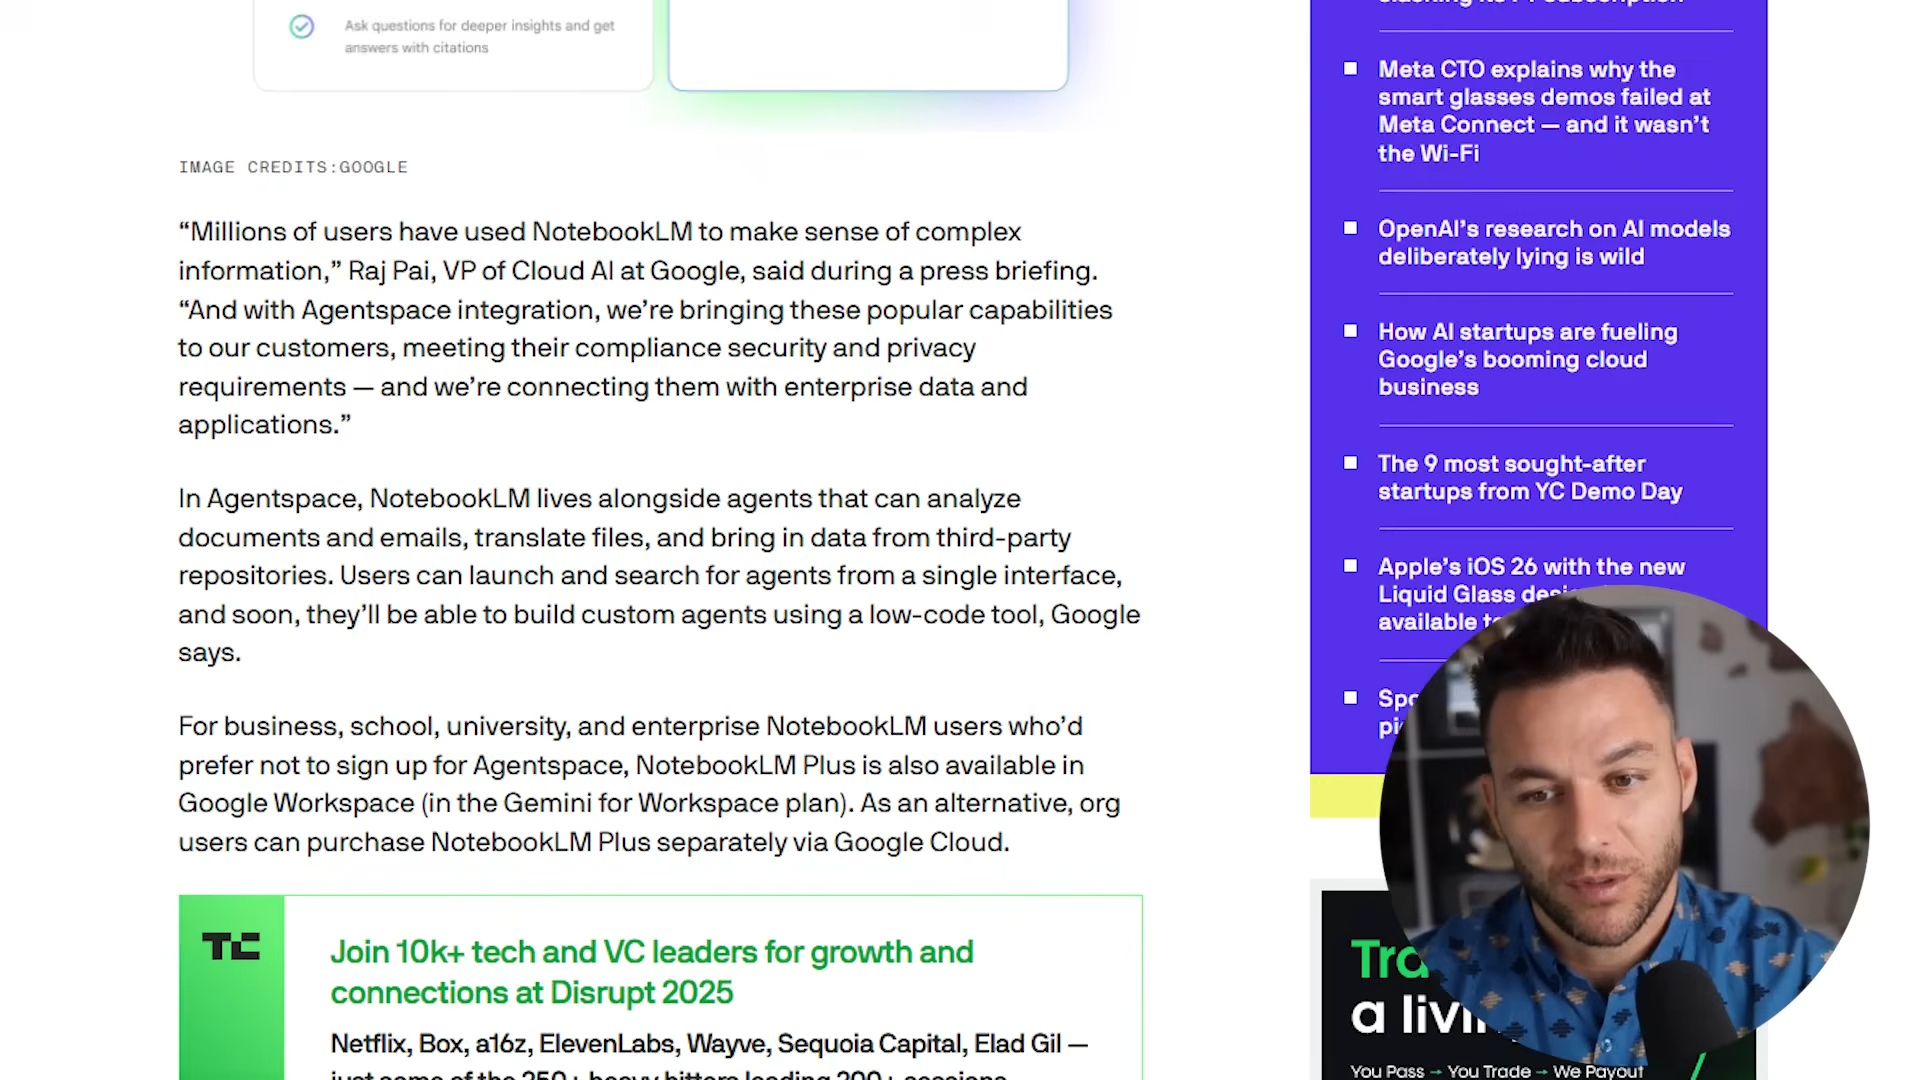 Ask questions for deeper insights and get
answers with citations
IMAGE CREDITS:GOOGLE
“Millions of users have used NotebookLM to make sense of complex
information,” Raj Pai, VP of Cloud AI at Google, said during a press briefing.
“And with Agentspace integration, we’re bringing these popular capabilities
to our customers, meeting their compliance security and privacy
requirements — and we’re connecting them with enterprise data and
applications.”
In Agentspace, NotebookLM lives alongside agents that can analyze
documents and emails, translate files, and bring in data from third-party
repositories. Users can launch and search for agents from a single interface,
and soon, they’ll be able to build custom agents using a low-code tool, Google
says.
For business, school, university, and enterprise NotebookLM users who’d
prefer not to sign up for Agentspace, NotebookLM Plus is also available in
Google Workspace (in the Gemini for Workspace plan). As an alternative, org
users can purchase NotebookLM Plus separately via Google Cloud.
TC
Join 10k+ tech and VC leaders for growth and
connections at Disrupt 2025
Netflix, Box, a16z, ElevenLabs, Wayve, Sequoia Capital, Elad Gil —
just some of the 250+ heavy hitters leading 200+ sessions
Meta CTO explains why the
smart glasses demos failed at
Meta Connect — and it wasn’t
the Wi-Fi
OpenAI’s research on AI models
deliberately lying is wild
How AI startups are fueling
Google’s booming cloud
business
The 9 most sought-after
startups from YC Demo Day
Apple’s iOS 26 with the new
Liquid Glass
available
a
You Pass → You Trade → We Payout